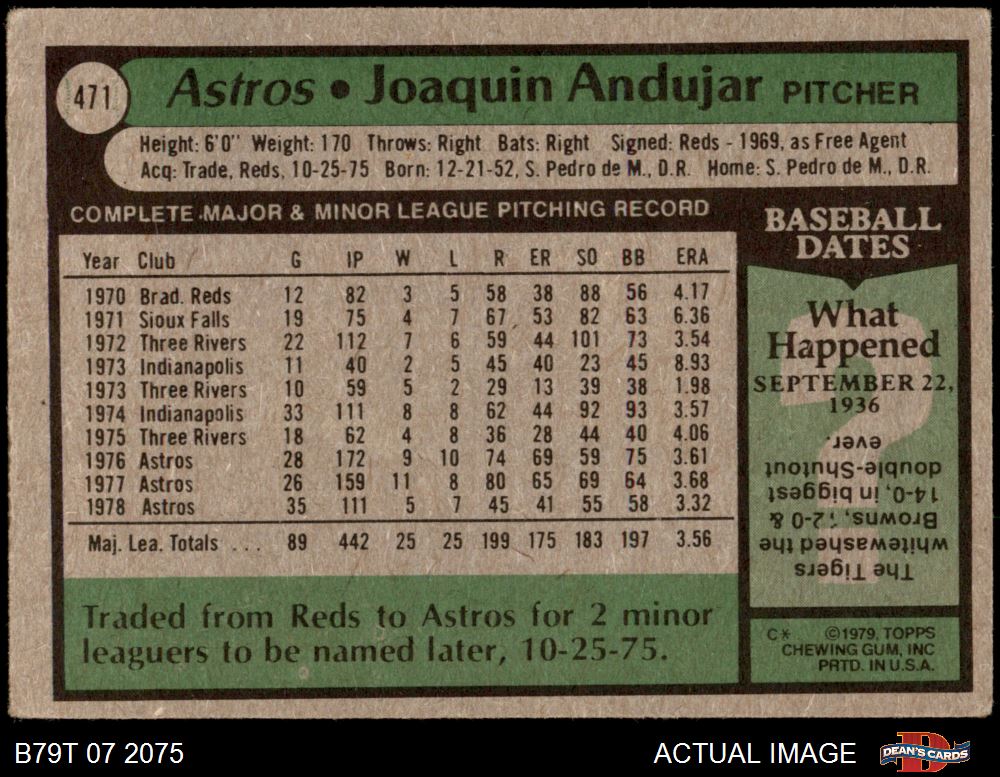 471
Astros • Joaquin Andujar PITCHER
Height: 6'0" Weight: 170 Throws: Right Bats: Right Signed: Reds - 1969, as Free Agent
Acq: Trade, Reds, 10-25-75 Born: 12-21-52, S. Pedro de M., D.R. Home: S. Pedro de M., D.R.
COMPLETE MAJOR & MINOR LEAGUE PITCHING RECORD
Year Club G IP W L R ER SO BB ERA
1970 Brad. Reds 12 82 3 5 58 38 88 56 4.17
1971 Sioux Falls 19 75 4 7 67 53 82 63 6.36
1972 Three Rivers 22 112 7 6 59 44 101 73 3.54
1973 Indianapolis 11 40 2 5 45 40 23 45 8.93
1973 Three Rivers 10 59 5 2 29 13 39 38 1.98
1974 Indianapolis 33 111 8 8 62 44 92 93 3.57
1975 Three Rivers 18 62 4 8 36 28 44 40 4.06
1976 Astros 28 172 9 10 74 69 59 75 3.61
1977 Astros 26 159 11 8 80 65 69 64 3.68
1978 Astros 35 111 5 7 45 41 55 58 3.32
Maj. Lea. Totals ... 89 442 25 25 199 175 183 197 3.56
Traded from Reds to Astros for 2 minor
leaguers to be named later, 10-25-75.
BASEBALL
DATES
What
Happened
SEPTEMBER 22,
1936
The Tigers
whitewashed the
Browns, 12-0 &
14-0, in biggest
double-Shutout
ever.
C* ©1979, TOPPS
CHEWING GUM, INC
PRTD. IN U.S.A.
B79T 07 2075
ACTUAL IMAGE
DEAN'S CARDS